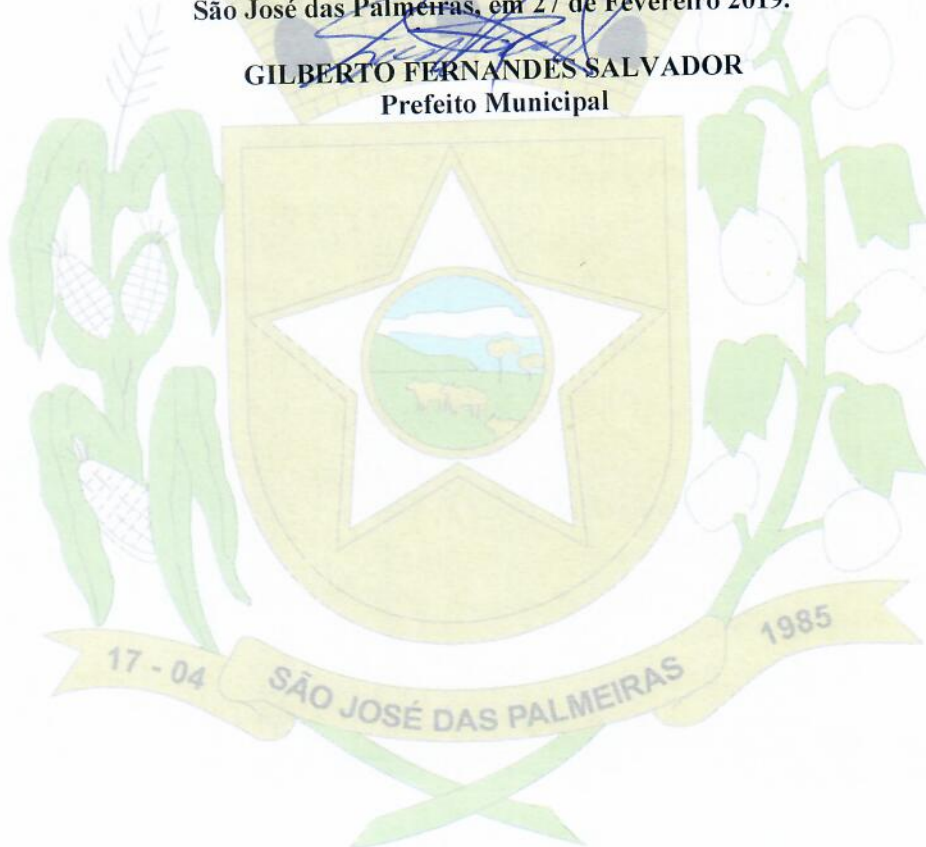 São José das Palmeiras, em 27 de Fevereiro 2019.
GILBERTO FERNANDES SALVADOR
Prefeito Municipal
17 - 04
SÃO JOSÉ DAS PALMEIRAS
1985